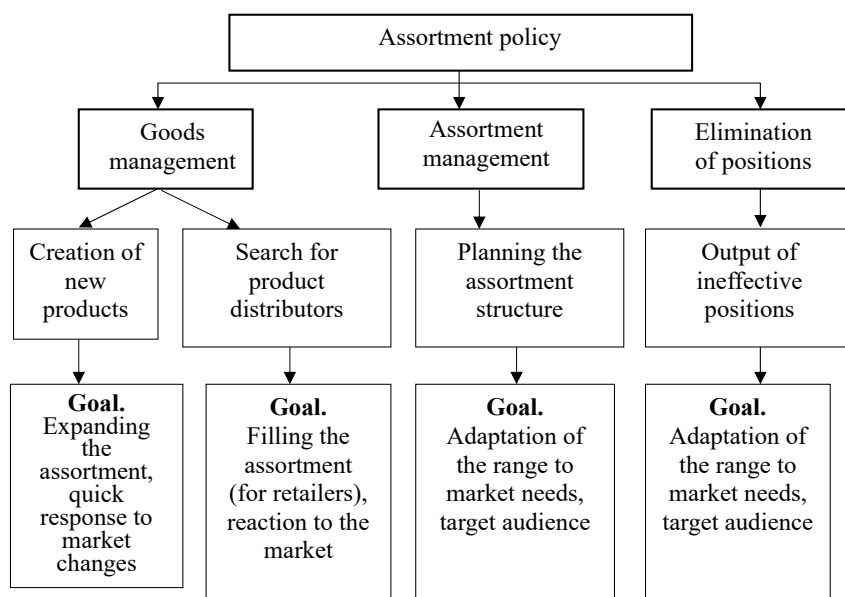 Assortment policy
Goods
management
Assortment
management
Elimination
of positions
Creation of
new
products
Search for
product
distributors
Planning the
assortment
structure
Output of
ineffective
positions
Goal.
Expanding
the
assortment,
quick
response to
market
changes
Goal.
Filling the
assortment
(for retailers),
reaction to the
market
Goal.
Adaptation of
the range to
market needs,
target audience
Goal.
Adaptation of
the range to
market needs,
target audience